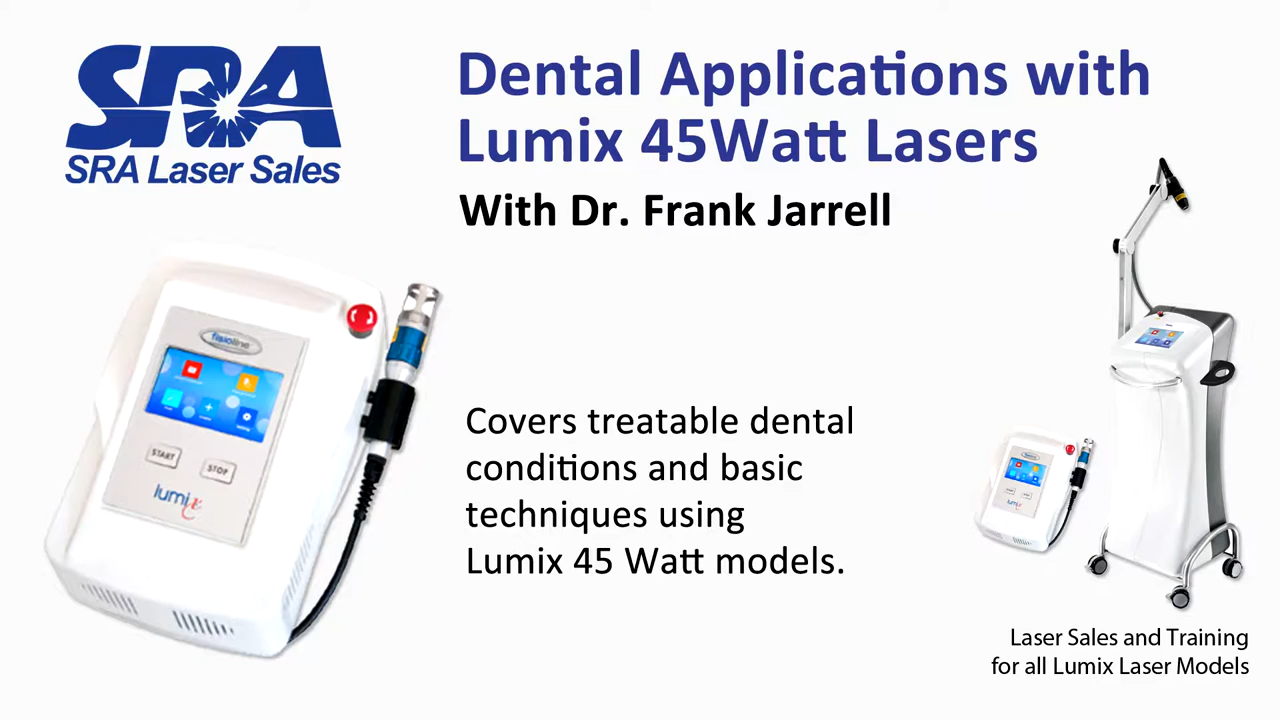 SRA
SRA Laser Sales
Dental Applications with
Lumix 45Watt Lasers
With Dr. Frank Jarrell
fisioline
START
STOP
lumix
Covers treatable dental
conditions and basic
techniques using
Lumix 45 Watt models.
lumix
Laser Sales and Training
for all Lumix Laser Models